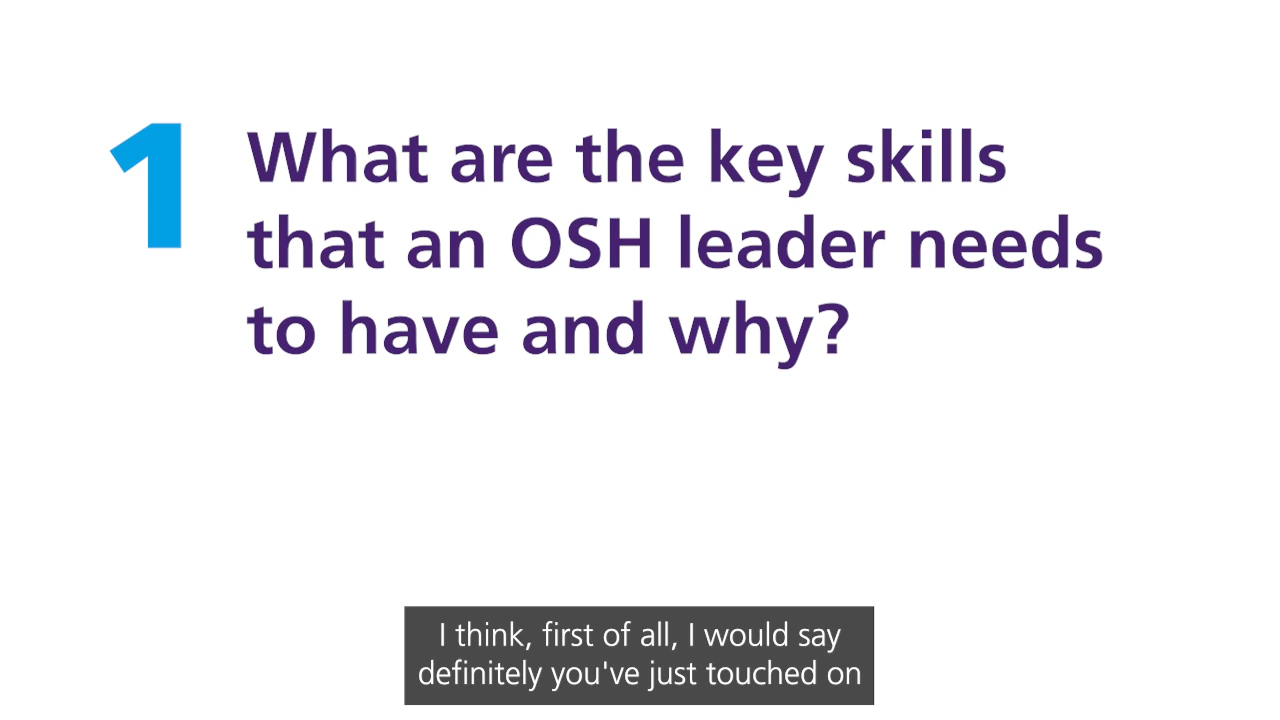 1
What are the key skills
that an OSH leader needs
to have and why?
I think, first of all, I would say
definitely you've just touched on